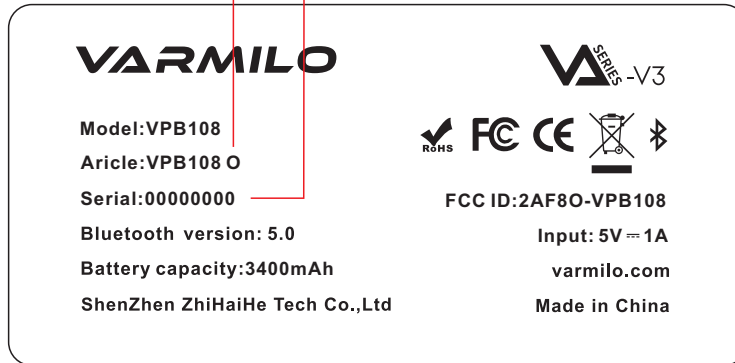 VARMILO
VA SERIES -V3
Model:VPB108
Aricle:VPB108 O
Serial:00000000
Bluetooth version: 5.0
Battery capacity:3400mAh
ShenZhen ZhiHaiHe Tech Co.,Ltd
RoHS FC CE
FCC ID:2AF8O-VPB108
Input: 5V⎓1A
varmilo.com
Made in China